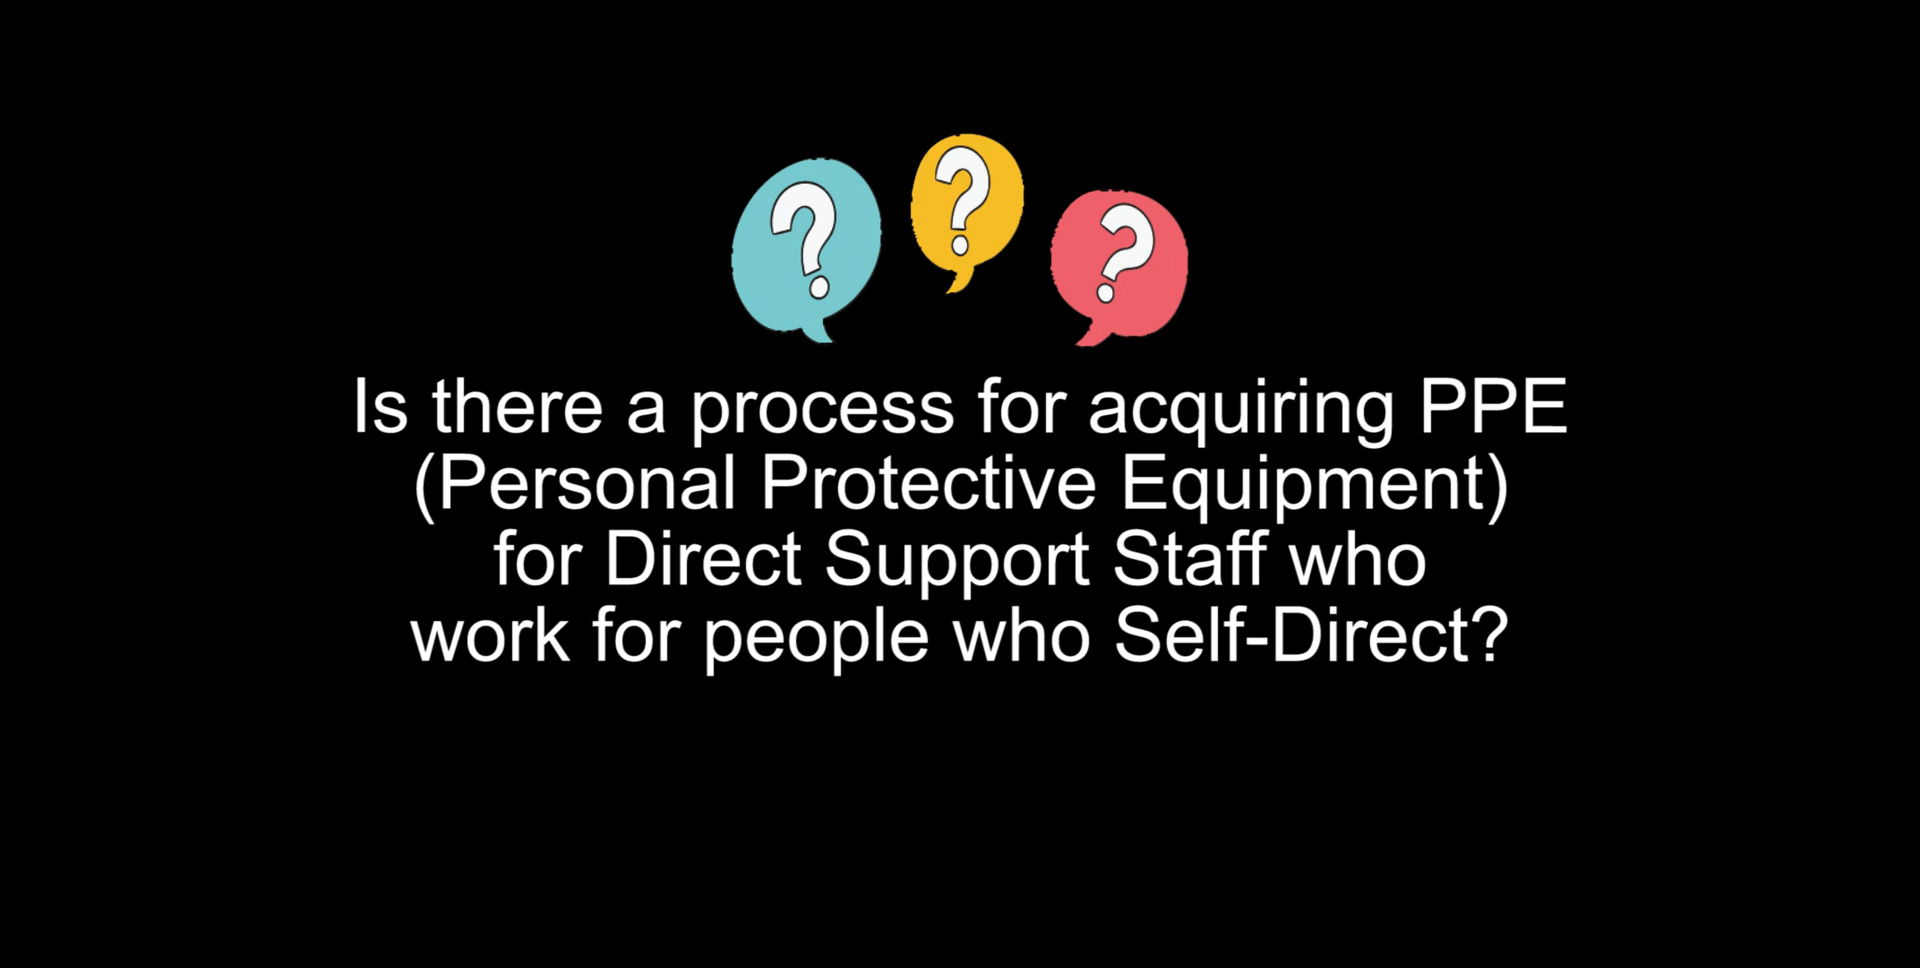 ? ? ?
Is there a process for acquiring PPE
(Personal Protective Equipment)
for Direct Support Staff who
work for people who Self-Direct?